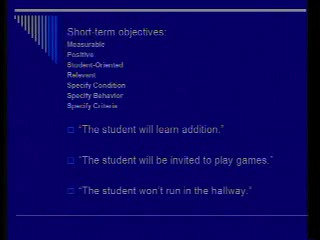 Short-term objectives:
Measurable
Positive
Student-Oriented
Relevant
Specify Condition
Specify Behavior
Specify Criteria
“The student will learn addition.”
“The student will be invited to play games.”
“The student won’t run in the hallway.”